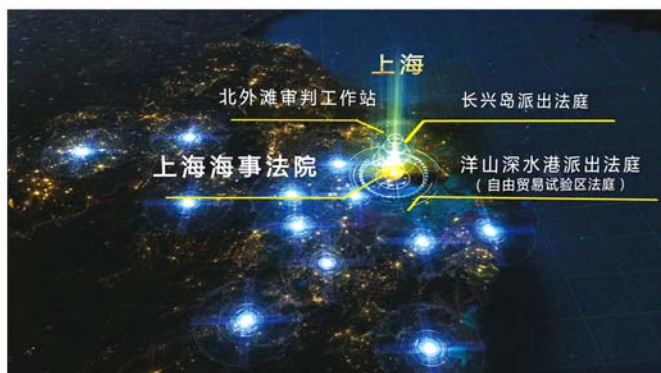 上海
北外滩审判工作站
长兴岛派出法庭
上海海事法院
洋山深水港派出法庭
（自由贸易试验区法庭）